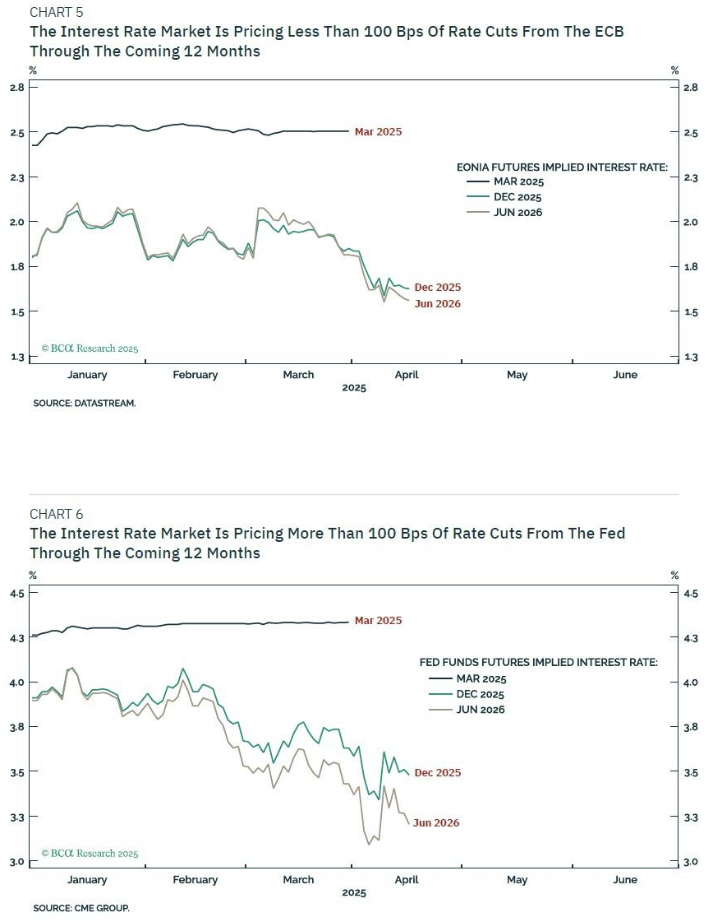 CHART 5
The Interest Rate Market Is Pricing Less Than 100 Bps Of Rate Cuts From The ECB
Through The Coming 12 Months
% %
2.8 2.8
2.5 Mar 2025 2.5
EONIA FUTURES IMPLIED INTEREST RATE:
2.3 2.3
MAR 2025
DEC 2025
JUN 2026
2.0 2.0
1.8 1.8
Dec 2025
Jun 2026
1.5 1.5
© BCα Research 2025
1.3 1.3
January February March April May June
2025
SOURCE: DATASTREAM.
CHART 6
The Interest Rate Market Is Pricing More Than 100 Bps Of Rate Cuts From The Fed
Through The Coming 12 Months
% %
4.5 4.5
Mar 2025
4.3 4.3
FED FUNDS FUTURES IMPLIED INTEREST RATE:
MAR 2025
4.0 4.0
DEC 2025
JUN 2026
3.8 3.8
3.5 Dec 2025 3.5
3.3 Jun 2026 3.3
© BCα Research 2025
3.0 3.0
January February March April May June
2025
SOURCE: CME GROUP.